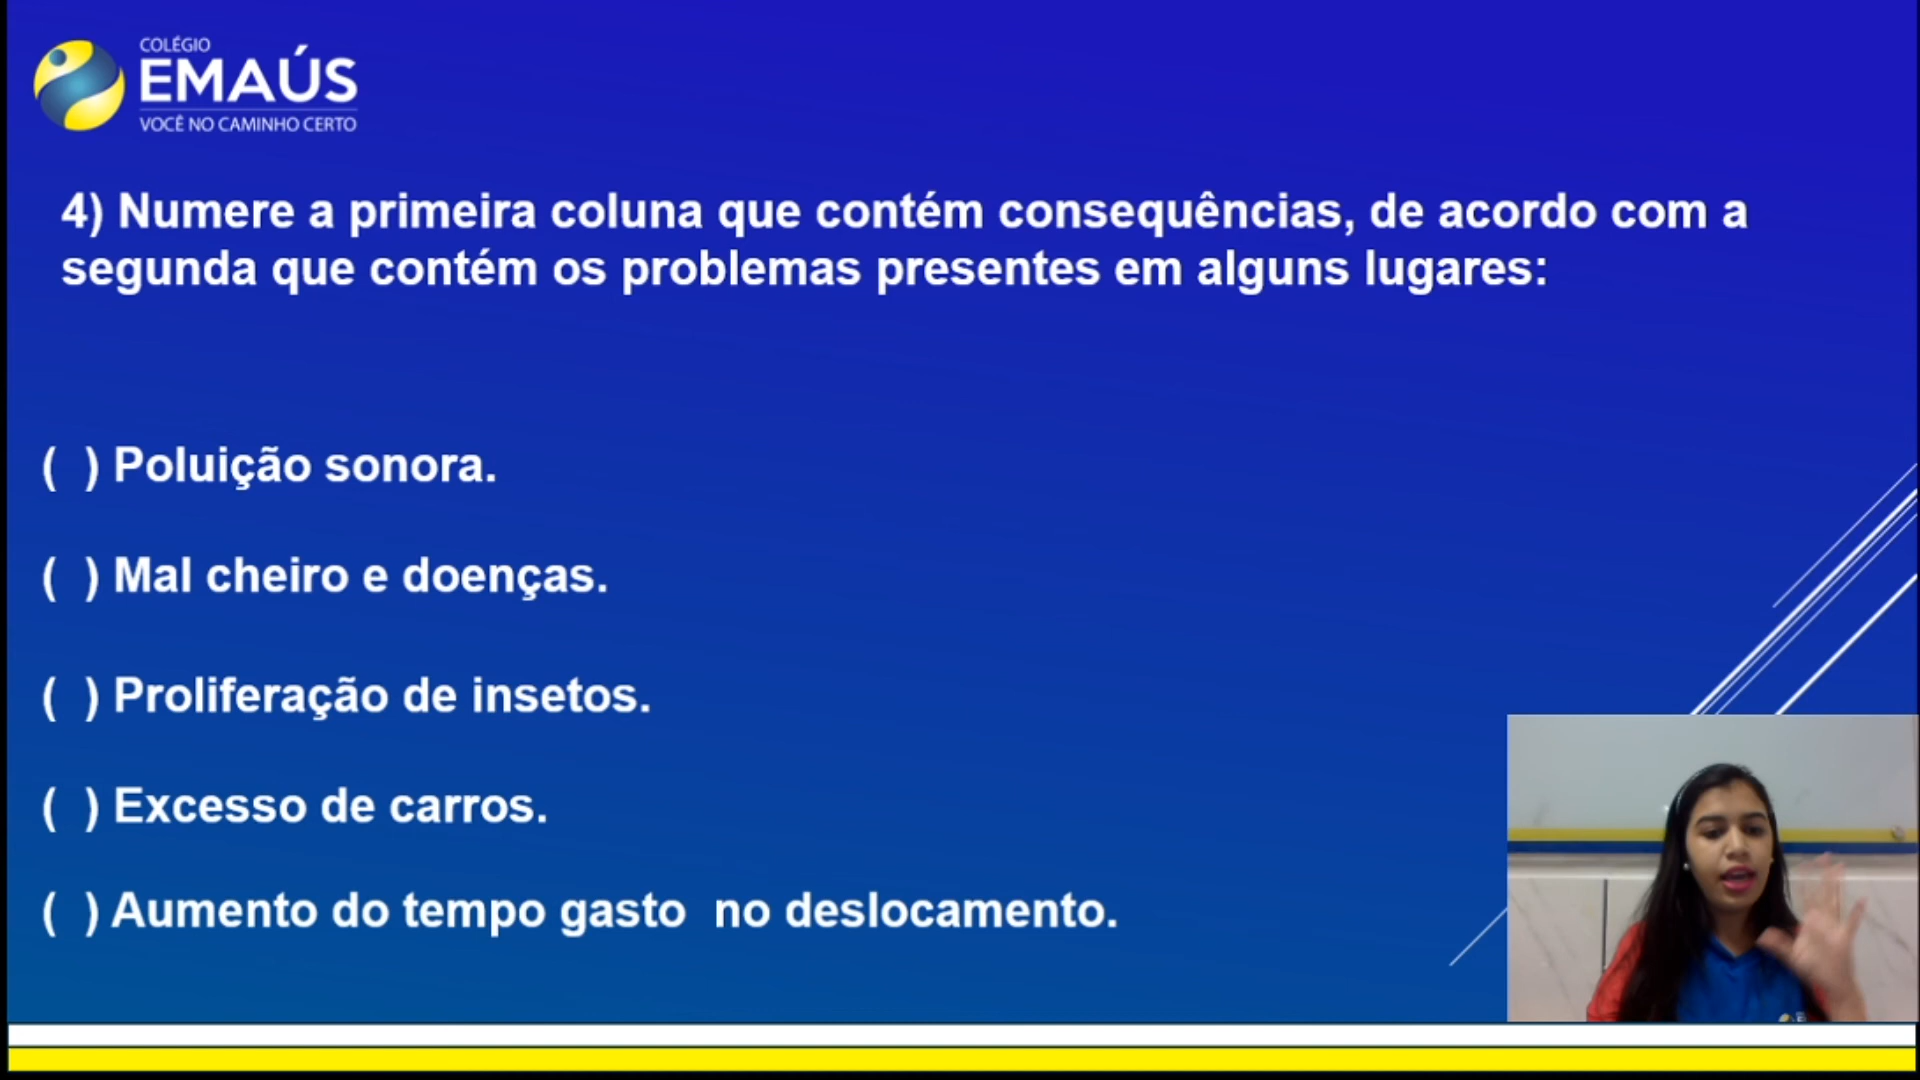 COLÉGIO
EMAÚS
VOCÊ NO CAMINHO CERTO
4) Numere a primeira coluna que contém consequências, de acordo com a
segunda que contém os problemas presentes em alguns lugares:
( ) Poluição sonora.
( ) Mal cheiro e doenças.
( ) Proliferação de insetos.
( ) Excesso de carros.
( ) Aumento do tempo gasto  no deslocamento.